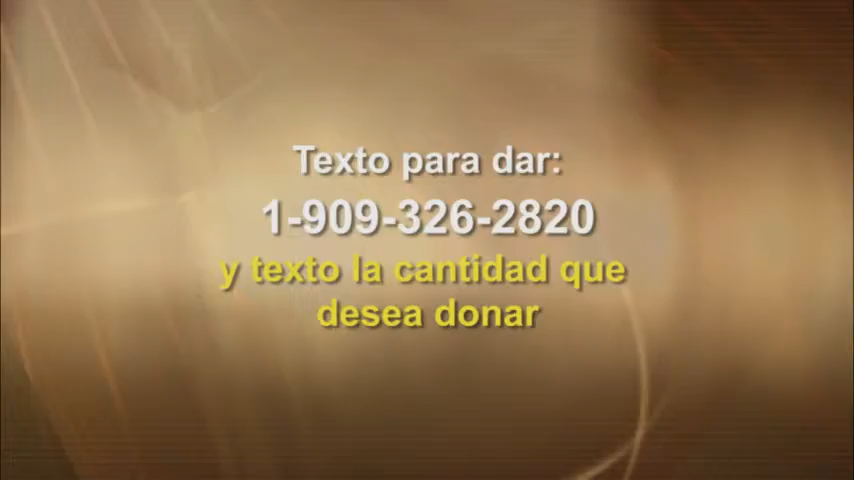 Texto para dar:
1-909-326-2820
y texto la cantidad que
desea donar